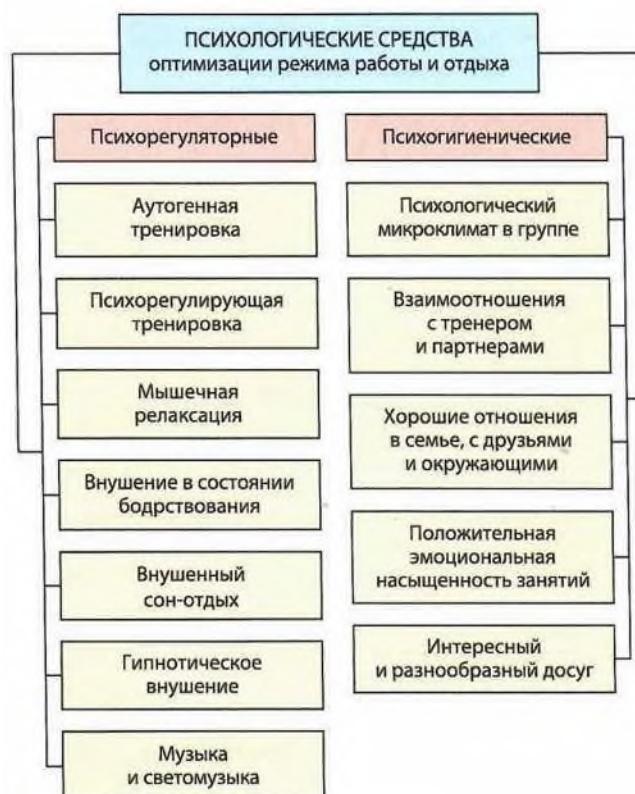 ПСИХОЛОГИЧЕСКИЕ СРЕДСТВА
оптимизации режима работы и отдыха
Психорегуляторные
Аутогенная
тренировка
Психорегулирующая
тренировка
Мышечная
релаксация
Внушение в состоянии
бодрствования
Внушенный
сон-отдых
Гипнотическое
внушение
Музыка
и светомузыка
Психогигиенические
Психологический
микроклимат в группе
Взаимоотношения
с тренером
и партнерами
Хорошие отношения
в семье, с друзьями
и окружающими
Положительная
эмоциональная
насыщенность занятий
Интересный
и разнообразный досуг